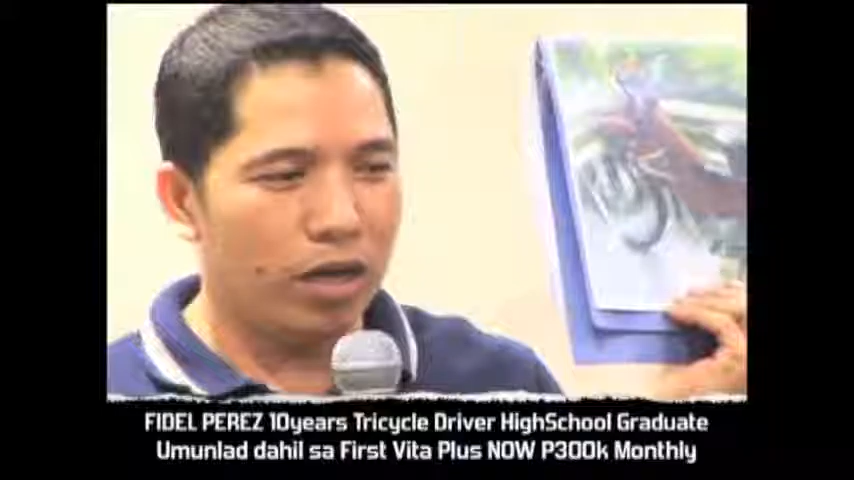 FIDEL PEREZ 10years Tricycle Driver HighSchool Graduate
Umunlad dahil sa First Vita Plus NOW P300k Monthly